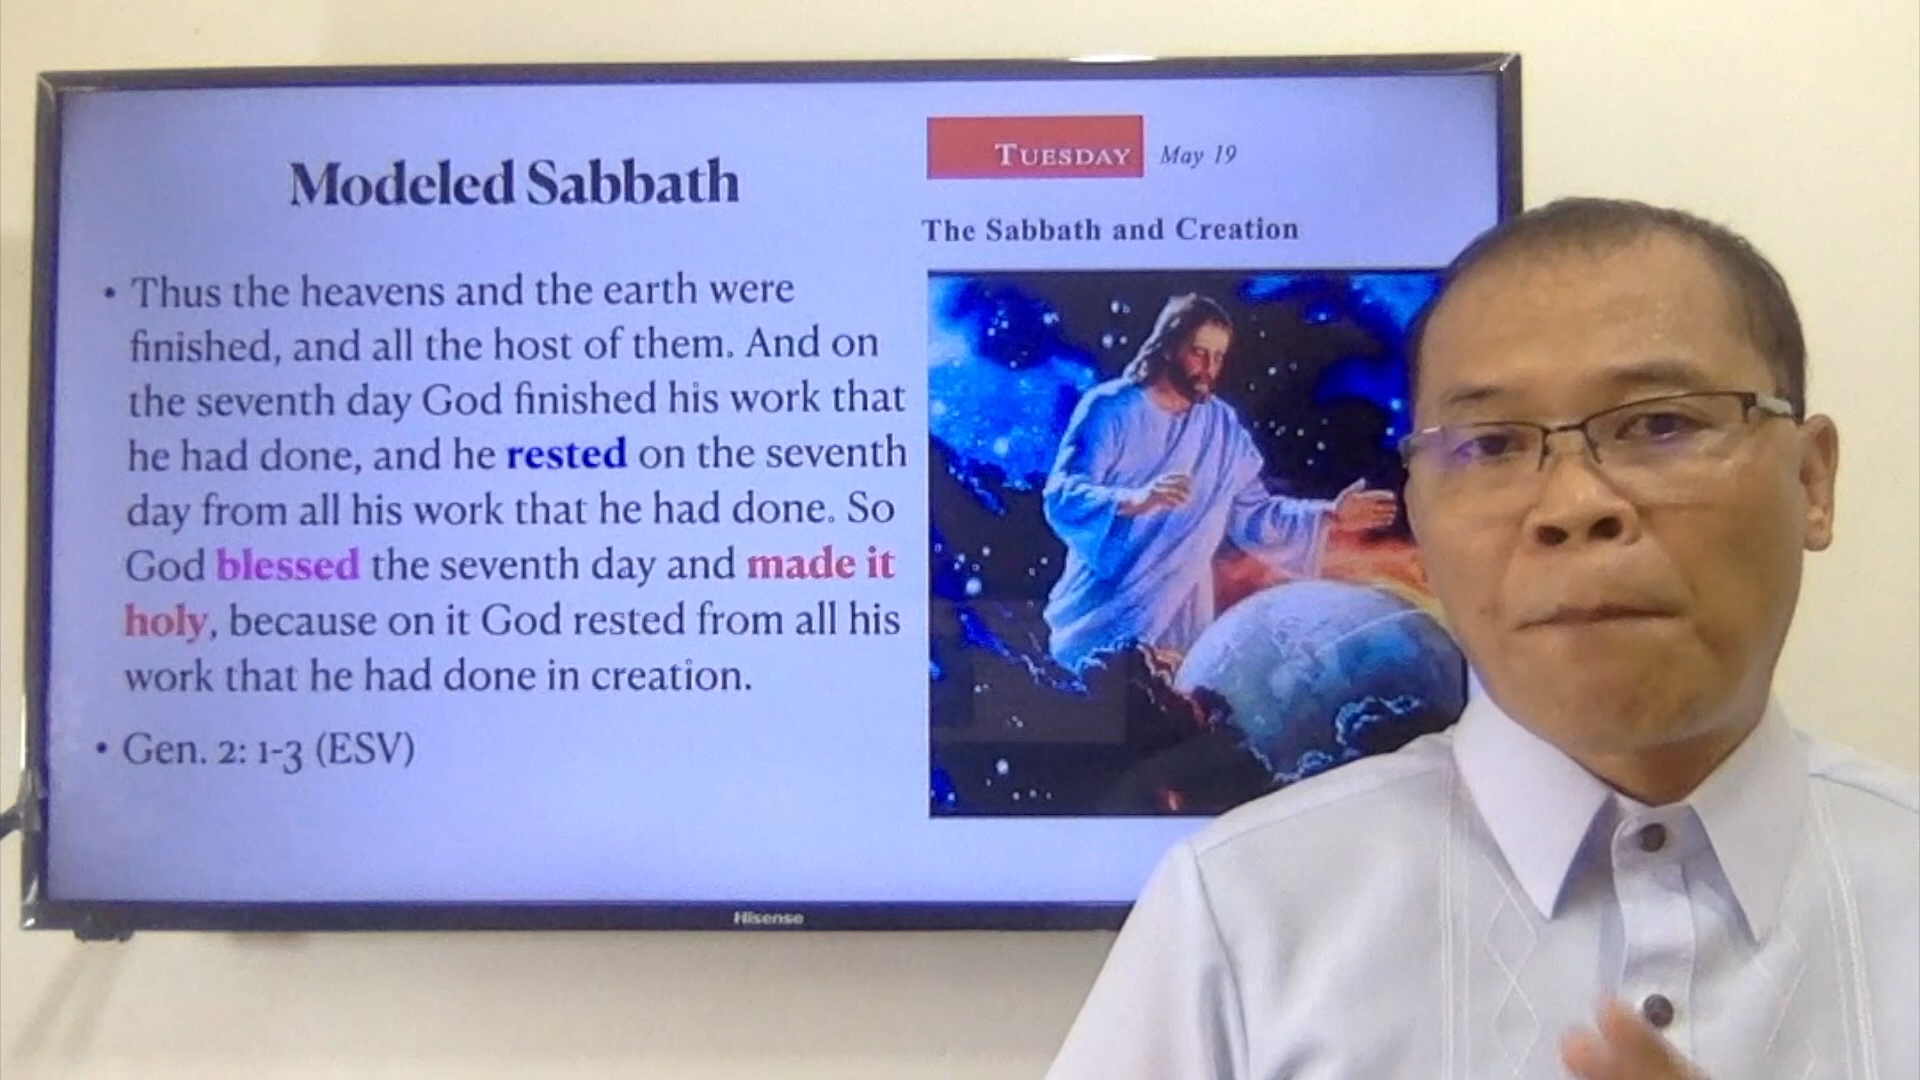 Modeled Sabbath
• Thus the heavens and the earth were
finished, and all the host of them. And on
the seventh day God finished his work that
he had done, and he rested on the seventh
day from all his work that he had done. So
God blessed the seventh day and made it
holy, because on it God rested from all his
work that he had done in creation.
• Gen. 2: 1-3 (ESV)
TUESDAY May 19
The Sabbath and Creation
Hisense